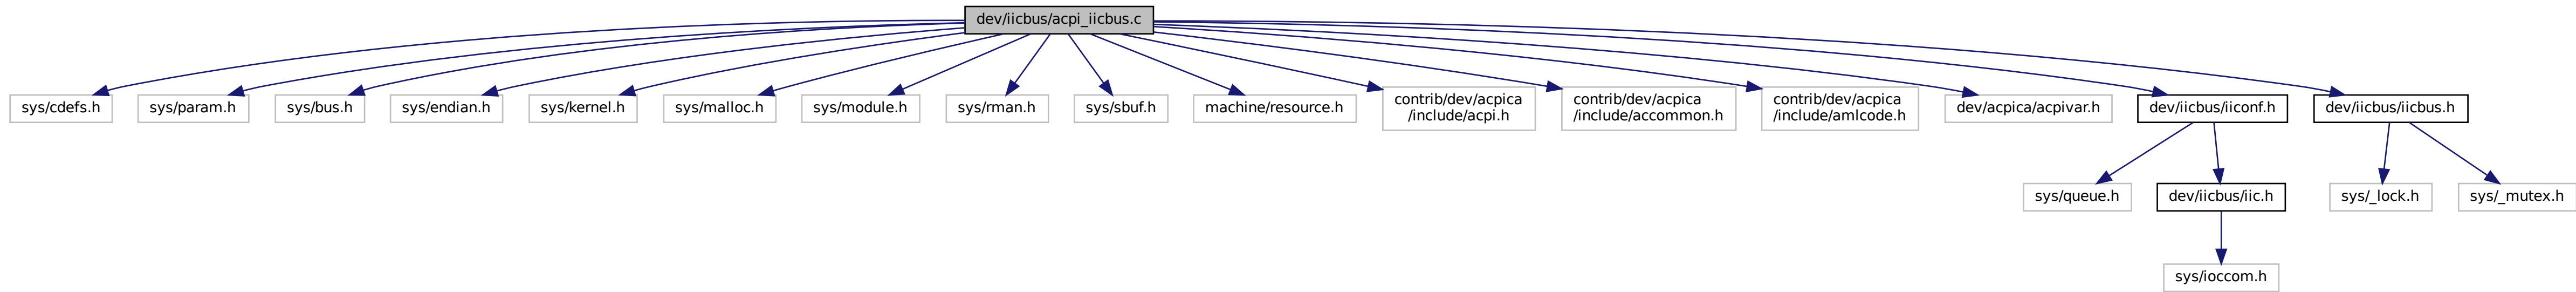 dev/iicbus/acpi_iicbus.c
sys/cdefs.h
sys/param.h
sys/bus.h
sys/endian.h
sys/kernel.h
sys/malloc.h
sys/module.h
sys/rman.h
sys/sbuf.h
machine/resource.h
contrib/dev/acpica
/include/acpi.h
contrib/dev/acpica
/include/accommon.h
contrib/dev/acpica
/include/amlcode.h
dev/acpica/acpivar.h
dev/iicbus/iiconf.h
dev/iicbus/iicbus.h
sys/queue.h
dev/iicbus/iic.h
sys/_lock.h
sys/_mutex.h
sys/ioccom.h